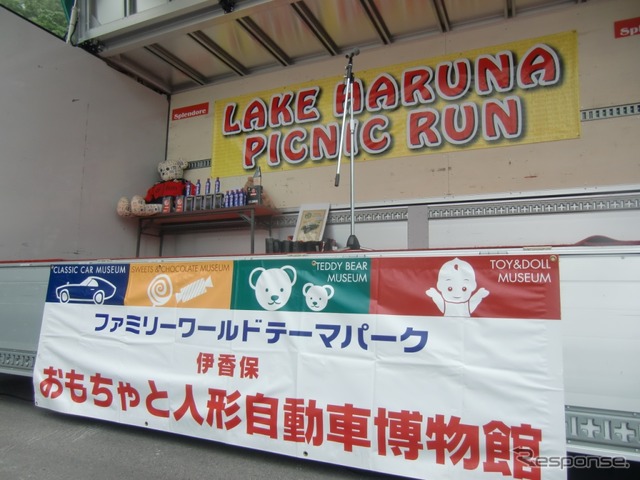 Splendore
Splendore
LAKE HARUNA
PICNIC RUN
CLASSIC CAR MUSEUM
SWEETS & CHOCOLATE MUSEUM
TEDDY BEAR
MUSEUM
TOY&DOLL
MUSEUM
ファミリーワールドテーマパーク
伊香保
おもちゃと人形自動車博物館
Response.